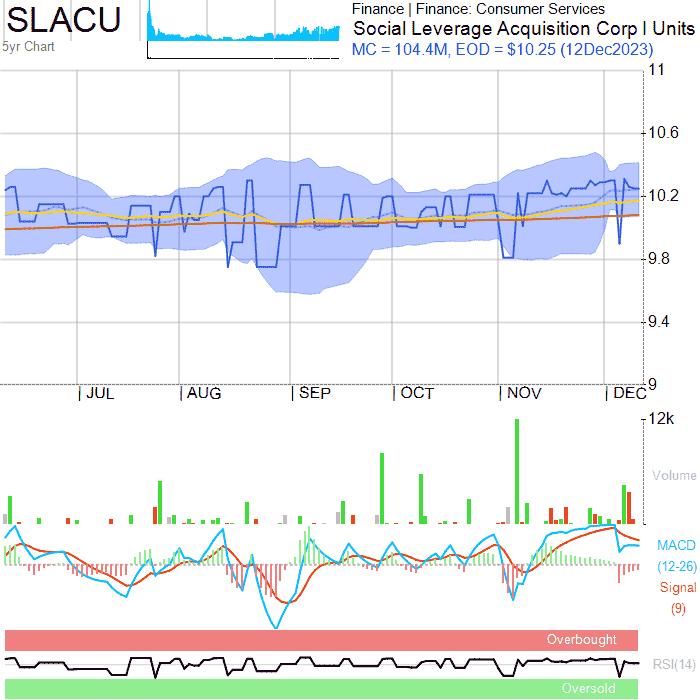 SLACU
5yr Chart
Finance | Finance: Consumer Services
Social Leverage Acquisition Corp I Units
MC = 104.4M, EOD = $10.25 (12Dec2023)
11
10.6
10.2
9.8
9.4
9
JUL
AUG
SEP
OCT
NOV
DEC
12k
Volume
MACD
(12-26)
Signal
(9)
Overbought
RSI(14)
Oversold